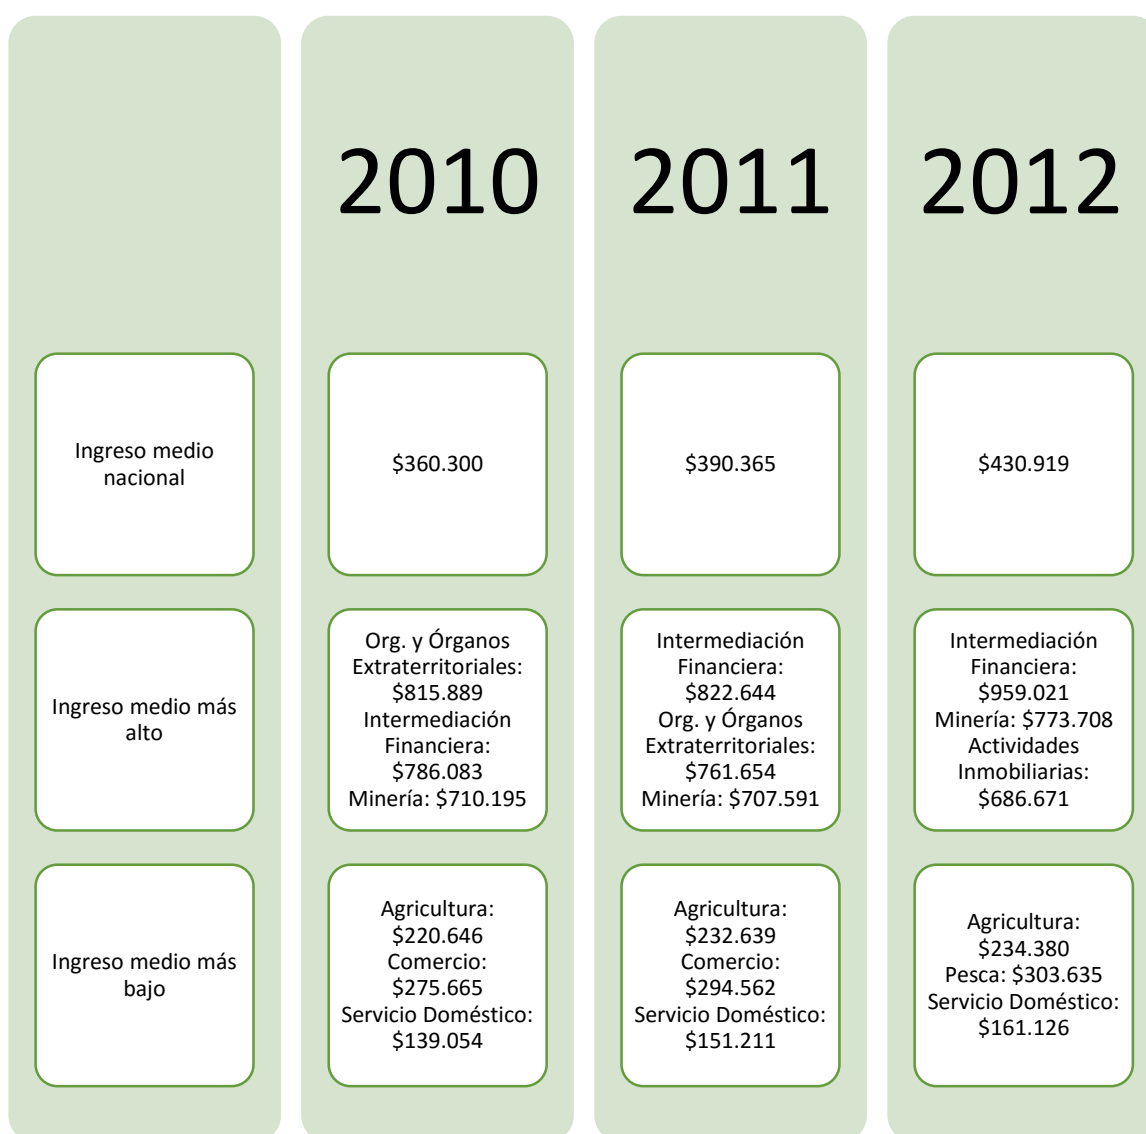 2010
2011
2012
Ingreso medio
nacional
$360.300
$390.365
$430.919
Ingreso medio más
alto
Org. y Órganos
Extraterritoriales:
$815.889
Intermediación
Financiera:
$786.083
Minería: $710.195
Intermediación
Financiera:
$822.644
Org. y Órganos
Extraterritoriales:
$761.654
Minería: $707.591
Intermediación
Financiera:
$959.021
Minería: $773.708
Actividades
Inmobiliarias:
$686.671
Ingreso medio más
bajo
Agricultura:
$220.646
Comercio:
$275.665
Servicio Doméstico:
$139.054
Agricultura:
$232.639
Comercio:
$294.562
Servicio Doméstico:
$151.211
Agricultura:
$234.380
Pesca: $303.635
Servicio Doméstico:
$161.126